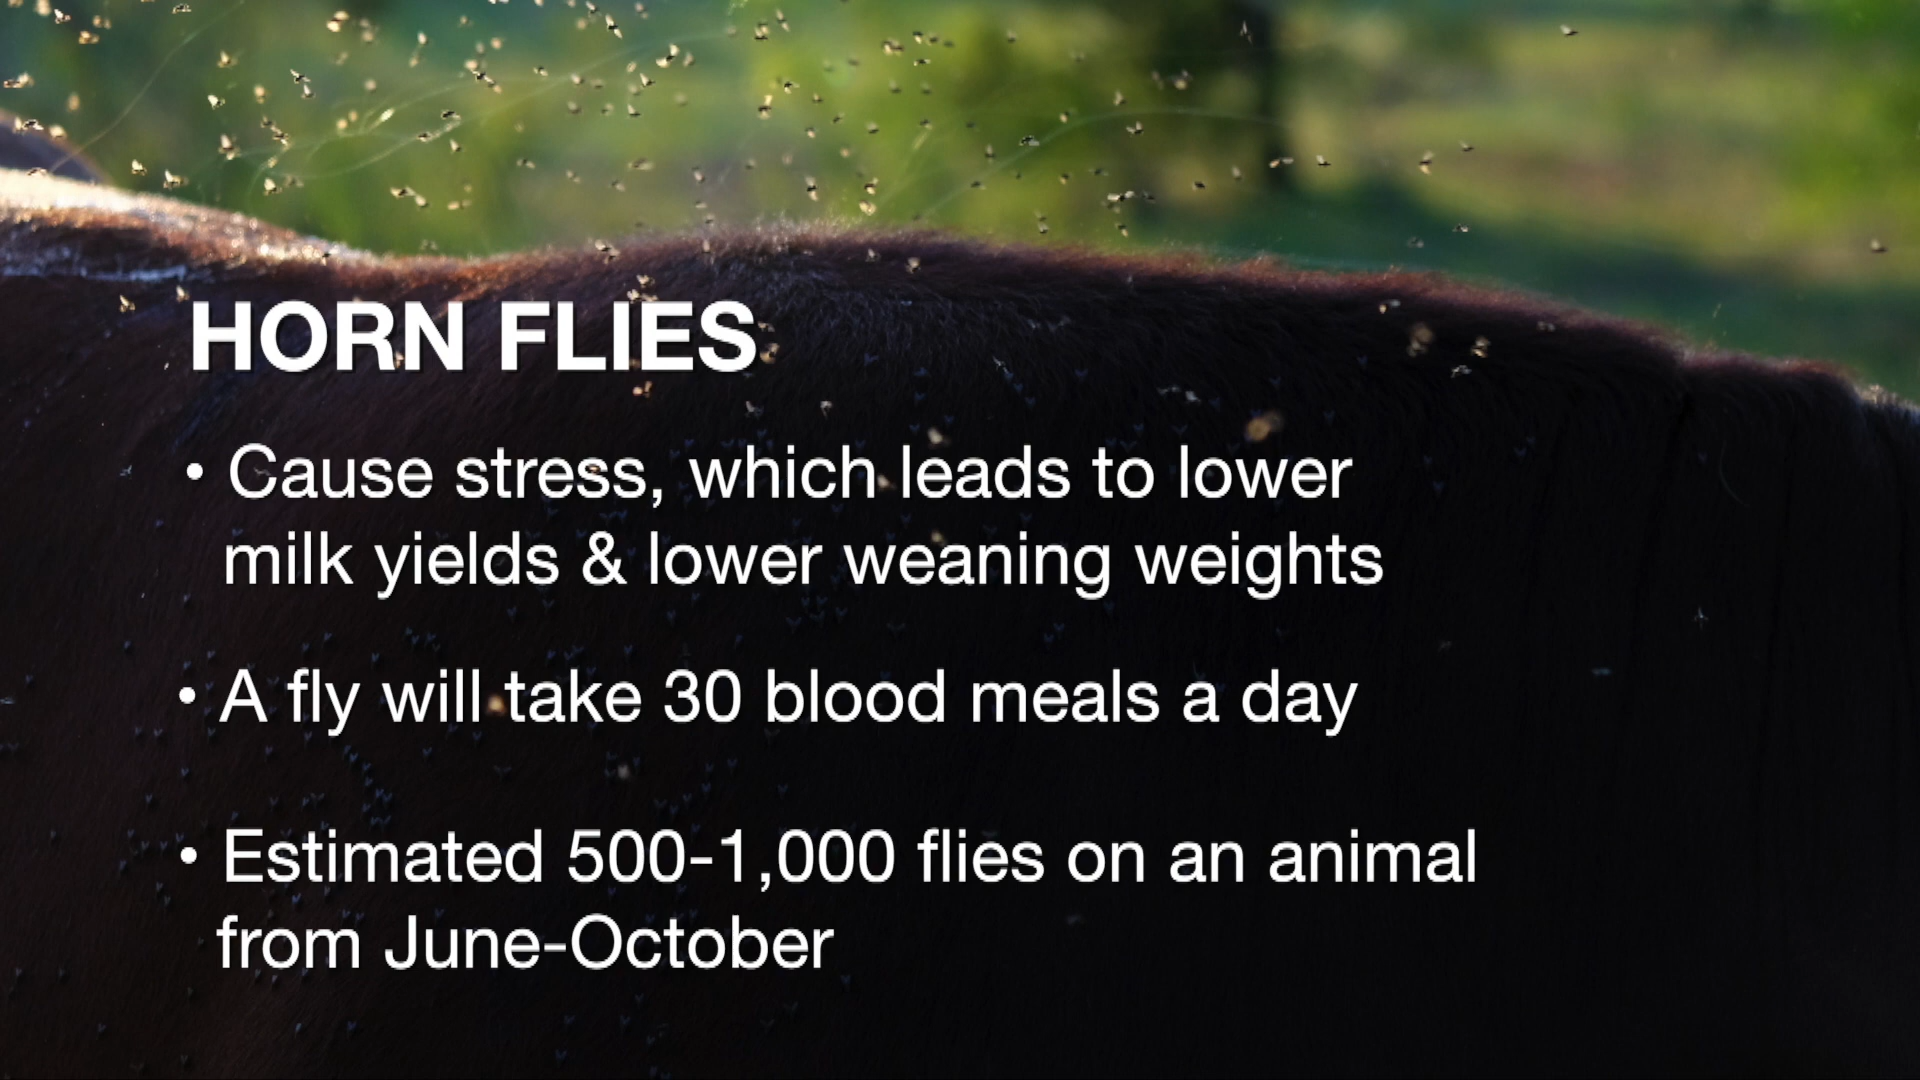 HORN FLIES
• Cause stress, which leads to lower
milk yields & lower weaning weights
• A fly will take 30 blood meals a day
• Estimated 500-1,000 flies on an animal
from June-October